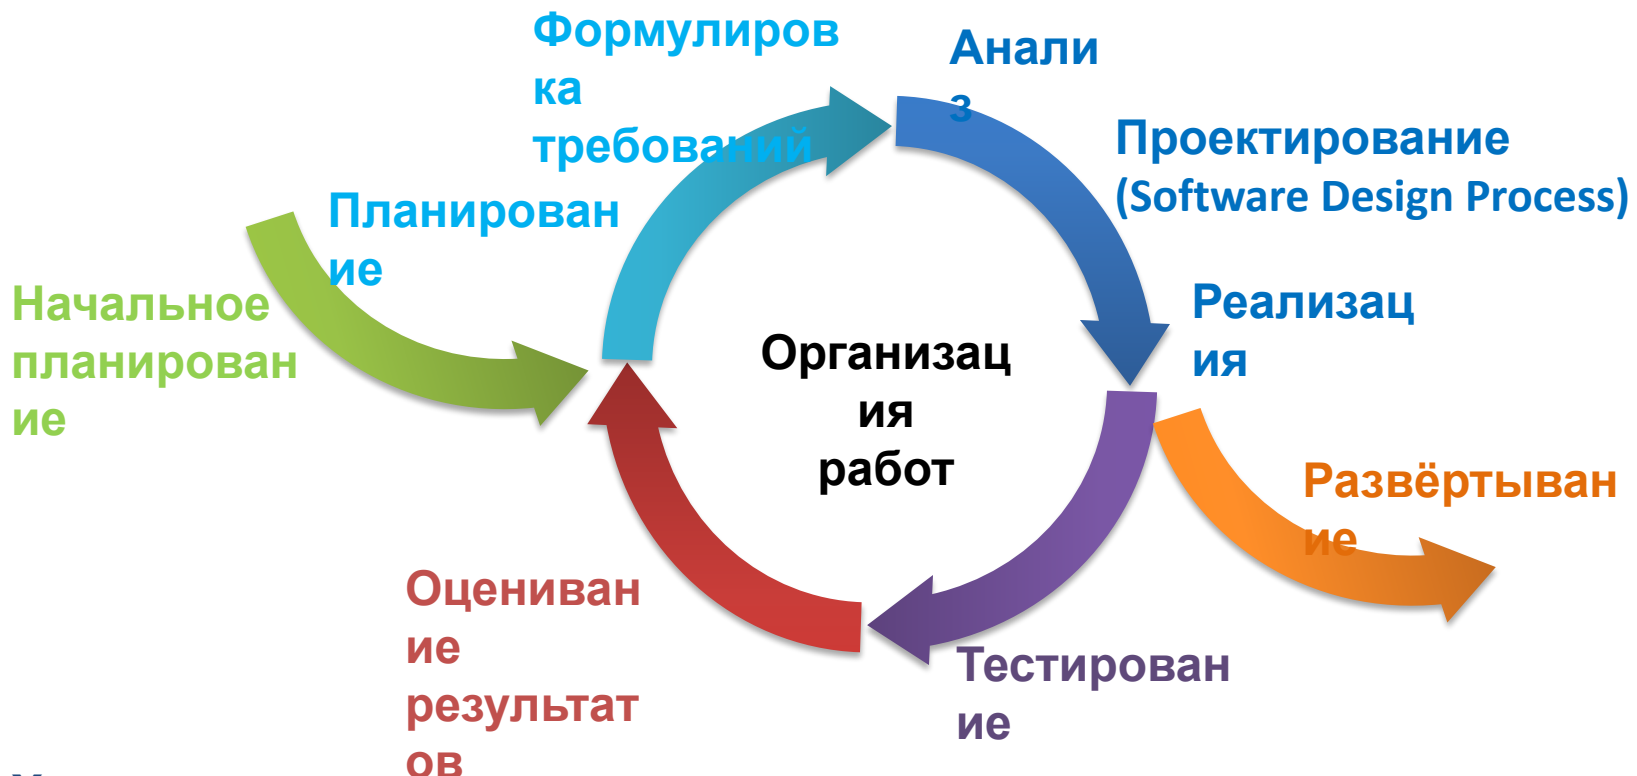 Формулиров
ка
требований
Анали
з
Проектирование
(Software Design Process)
Планирован
ие
Начальное
планирован
ие
Реализац
ия
Организац
ия
работ
Развёртыван
ие
Оцениван
ие
результат
ов
Тестирован
ие